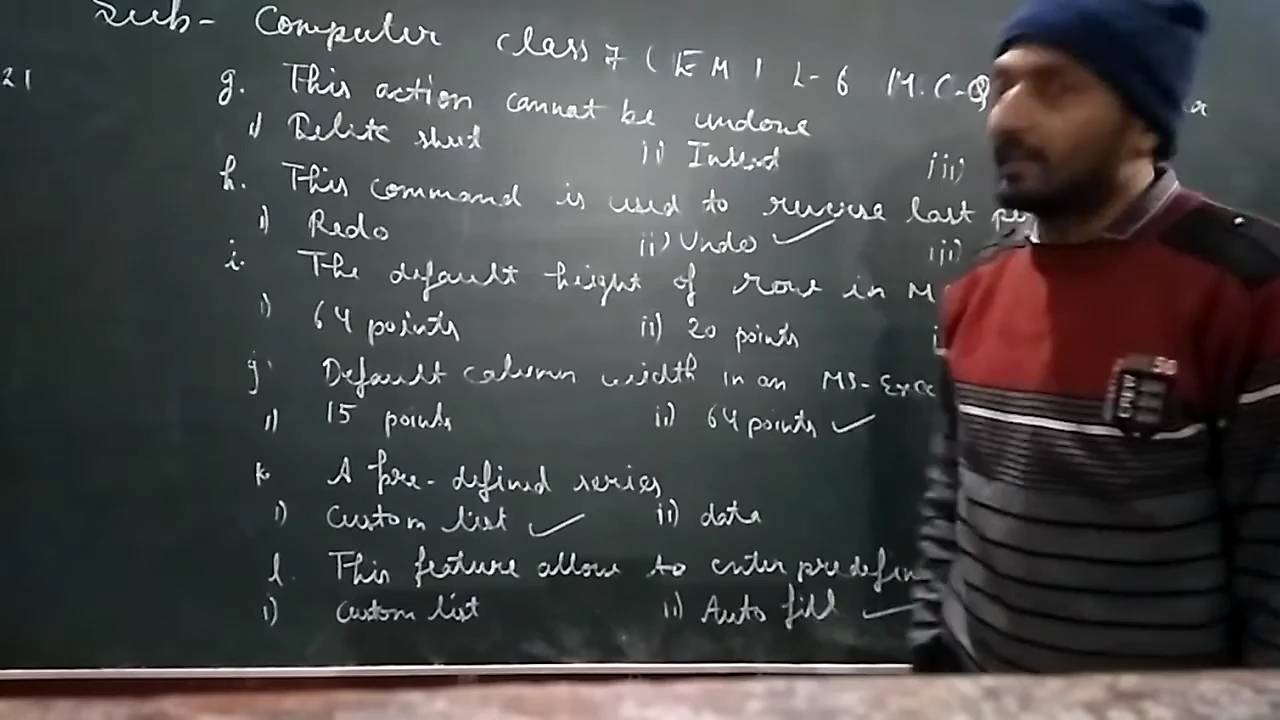 Sub- Computer class 7 ( E M ) L-6 M.C.Q
21
g. This action cannot be undone
i) Delete sheet ii) Insert iii)
h. This command is used to reverse last
i) Redo ii) Undo ✓ iii)
i. The default height of row in M
i) 64 points ii) 20 points
j. Default column width in an MS-Exce
i) 15 points ii) 64 points ✓
k A pre-defined series
i) Custom list ✓ ii) data
l. This feature allow to enter predefin
i) Custom list ii) Auto fill ✓